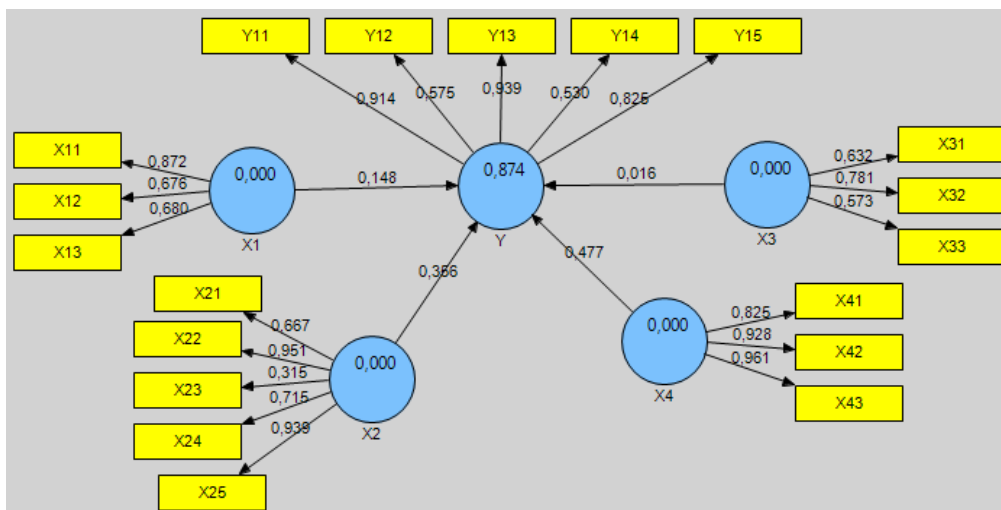 Y11
Y12
Y13
Y14
Y15
0,914
0,575
0,939
0,530
0,825
X11
X12
X13
0,872
0,676
0,680
0,000
X1
0,148
0,874
Y
0,016
0,000
X3
0,632
0,781
0,573
X31
X32
X33
0,366
0,477
X21
X22
X23
X24
X25
0,667
0,951
0,315
0,715
0,939
0,000
X2
0,000
X4
0,825
0,928
0,961
X41
X42
X43